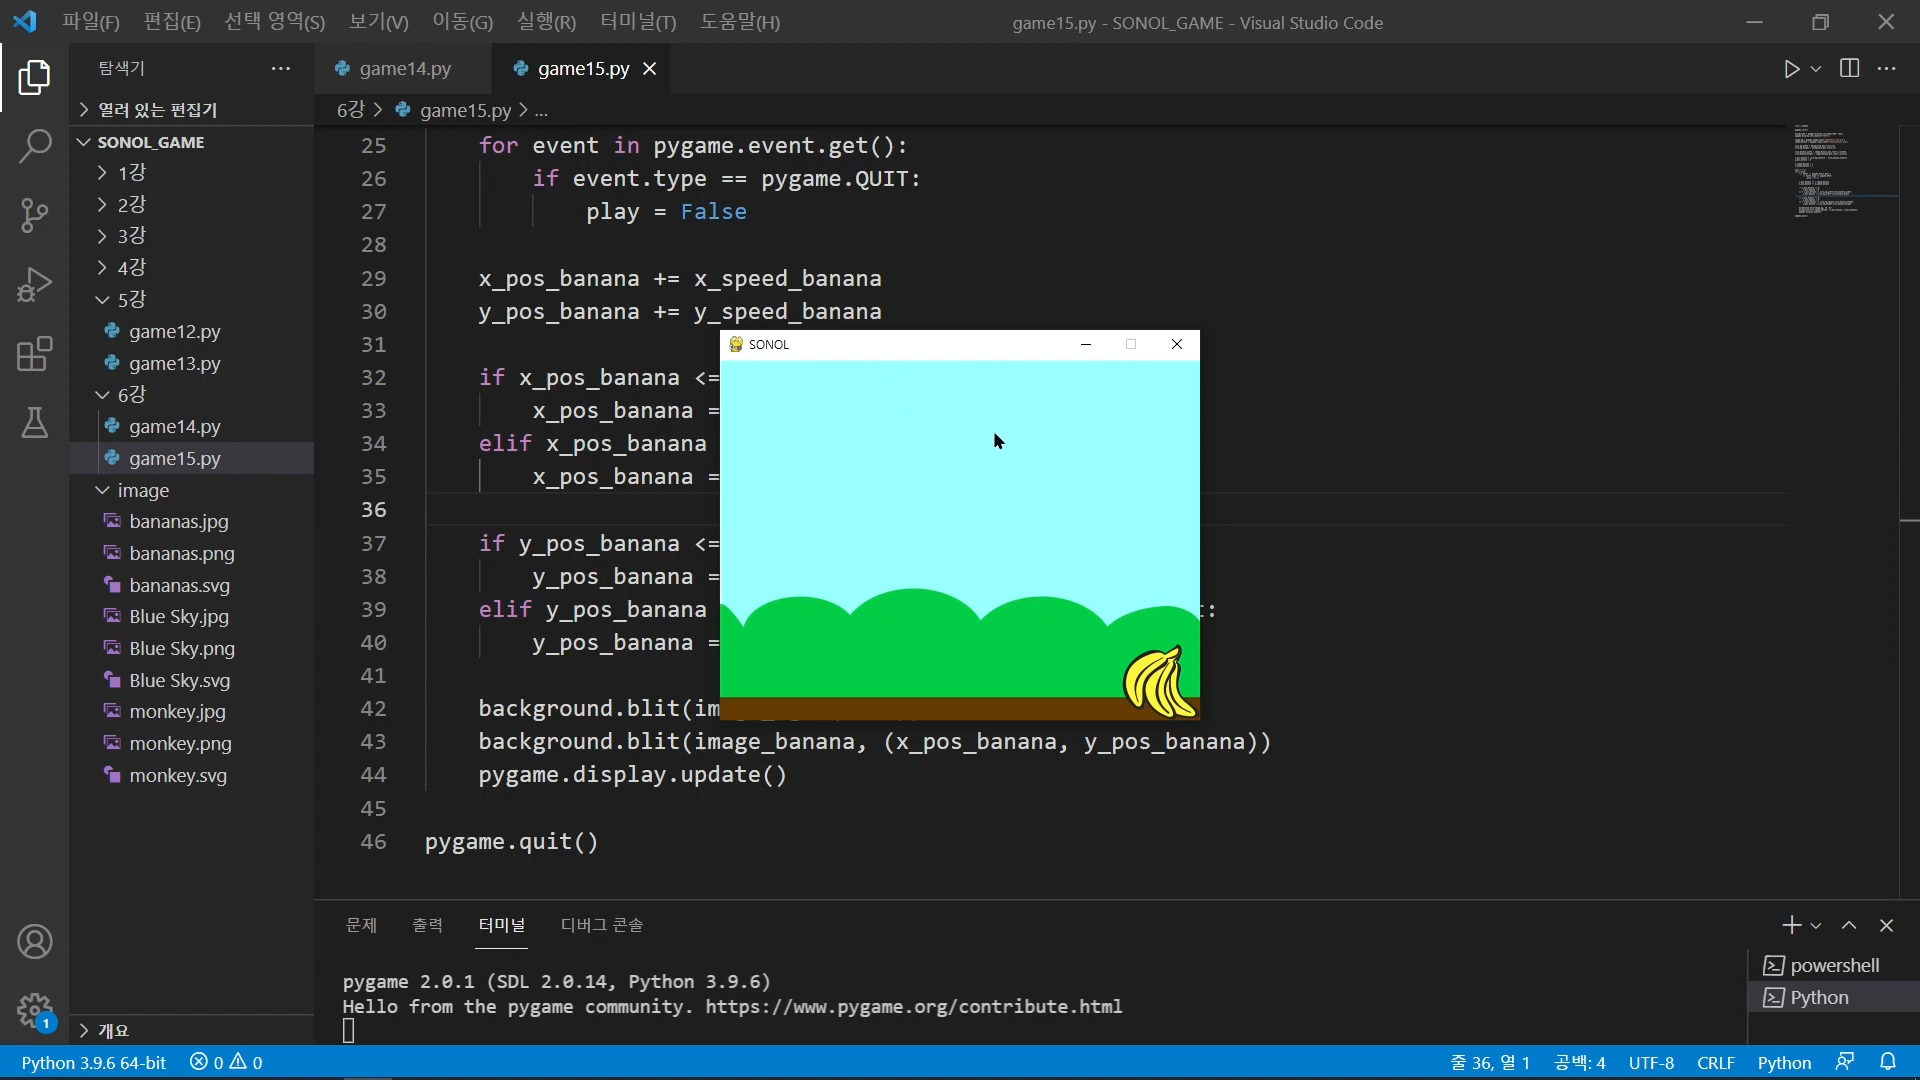 파일(F) 편집(E) 선택 영역(S) 보기(V) 이동(G) 실행(R) 터미널(T) 도움말(H) game15.py - SONOL_GAME - Visual Studio Code
탐색기
game14.py
game15.py
열려 있는 편집기
6강 > game15.py > ...
SONOL_GAME
1강
2강
3강
4강
5강
game12.py
game13.py
6강
game14.py
game15.py
image
bananas.jpg
bananas.png
bananas.svg
Blue Sky.jpg
Blue Sky.png
Blue Sky.svg
monkey.jpg
monkey.png
monkey.svg
개요
25 for event in pygame.event.get():
26 if event.type == pygame.QUIT:
27 play = False
28
29 x_pos_banana += x_speed_banana
30 y_pos_banana += y_speed_banana
31
32 if x_pos_banana <=
33 x_pos_banana =
34 elif x_pos_banana
35 x_pos_banana =
36
37 if y_pos_banana <=
38 y_pos_banana =
39 elif y_pos_banana :
40 y_pos_banana =
41
42 background.blit(im
43 background.blit(image_banana, (x_pos_banana, y_pos_banana))
44 pygame.display.update()
45
46 pygame.quit()
SONOL
문제 출력 터미널 디버그 콘솔
pygame 2.0.1 (SDL 2.0.14, Python 3.9.6)
Hello from the pygame community. https://www.pygame.org/contribute.html
powershell
Python
1
Python 3.9.6 64-bit 0 0 줄 36, 열 1 공백: 4 UTF-8 CRLF Python